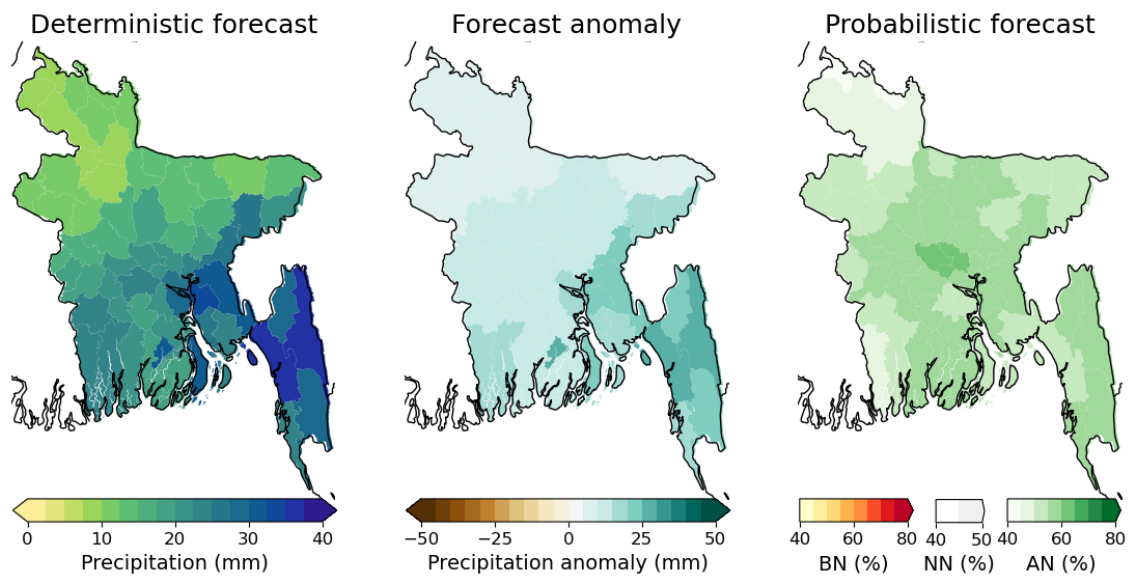 Deterministic forecast
Forecast anomaly
Probabilistic forecast
0 10 20 30 40
Precipitation (mm)
−50 −25 0 25 50
Precipitation anomaly (mm)
40 60 80
BN (%)
40 50
NN (%)
40 60 80
AN (%)